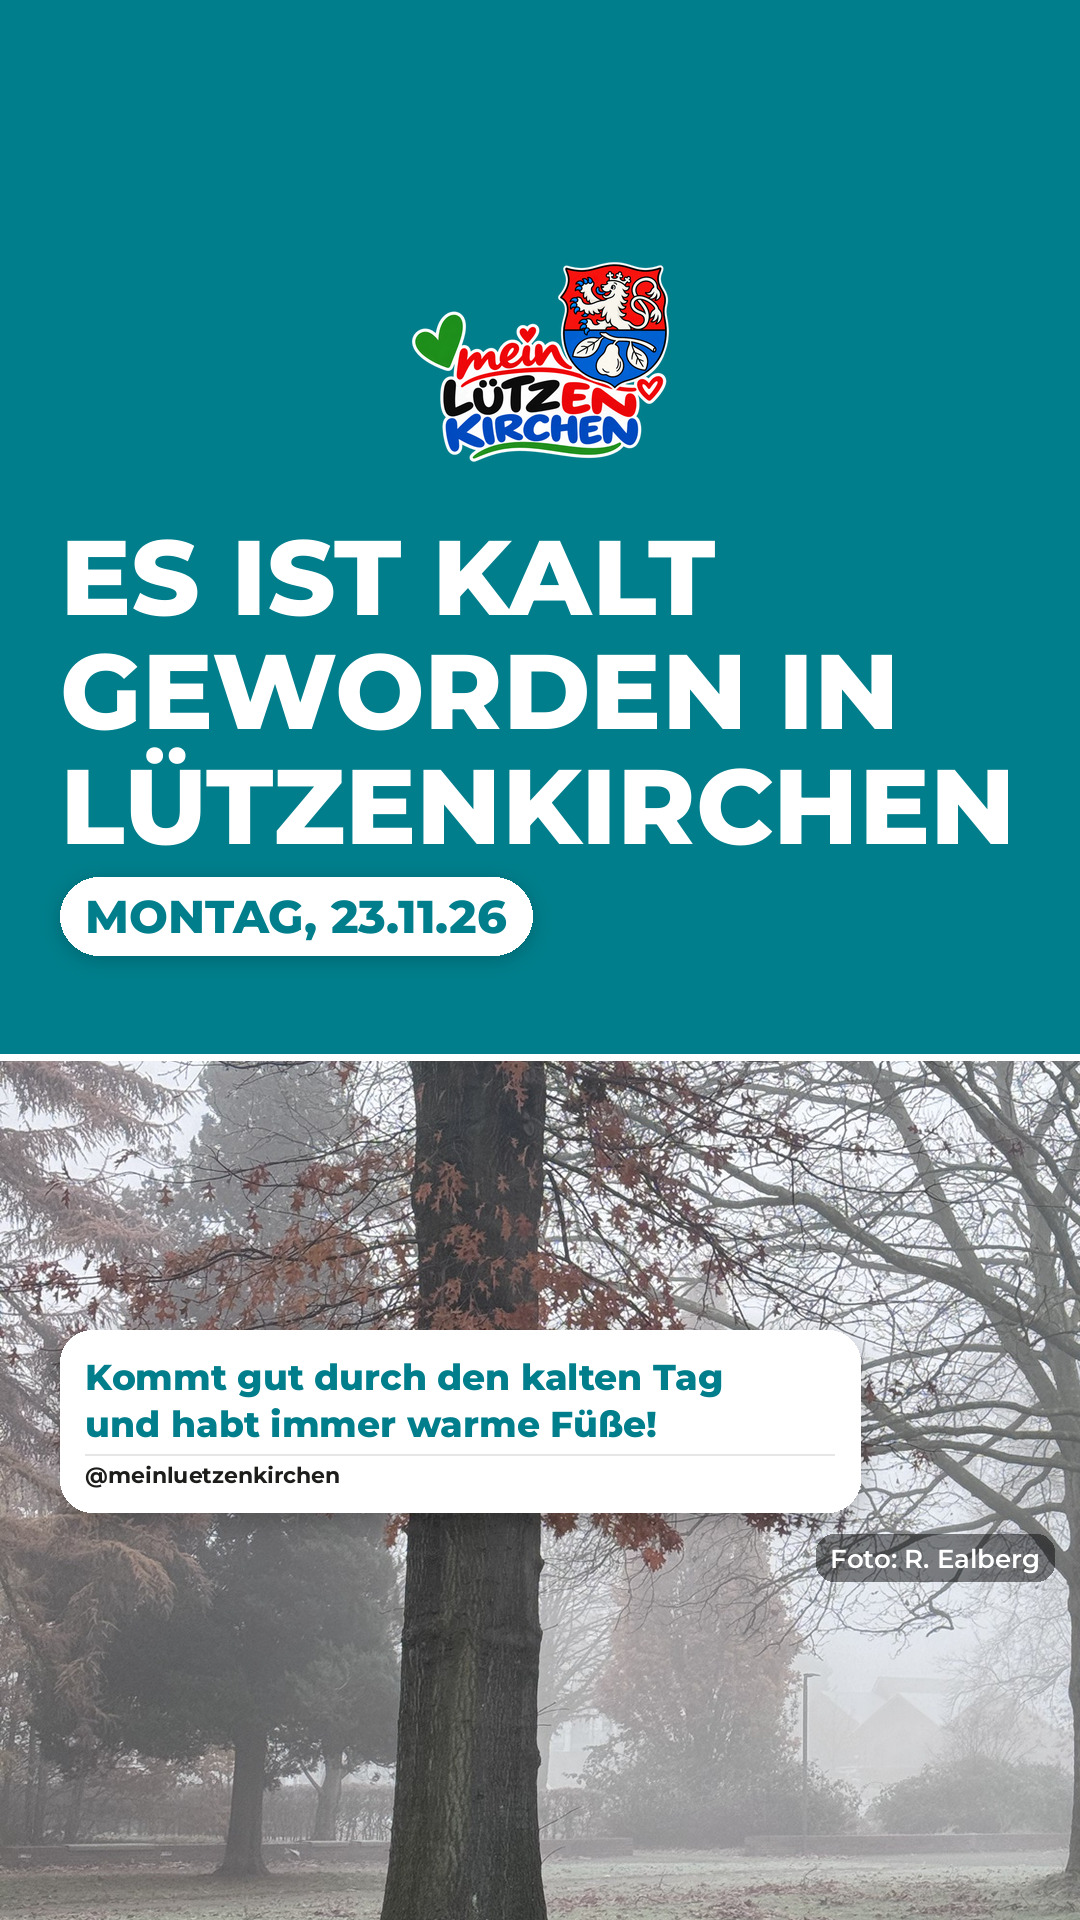 mein
LÜTZEN
KIRCHEN
ES IST KALT
GEWORDEN IN
LÜTZENKIRCHEN
MONTAG, 23.11.26
Kommt gut durch den kalten Tag
und habt immer warme Füße!
@meinluetzenkirchen
Foto: R. Ealberg